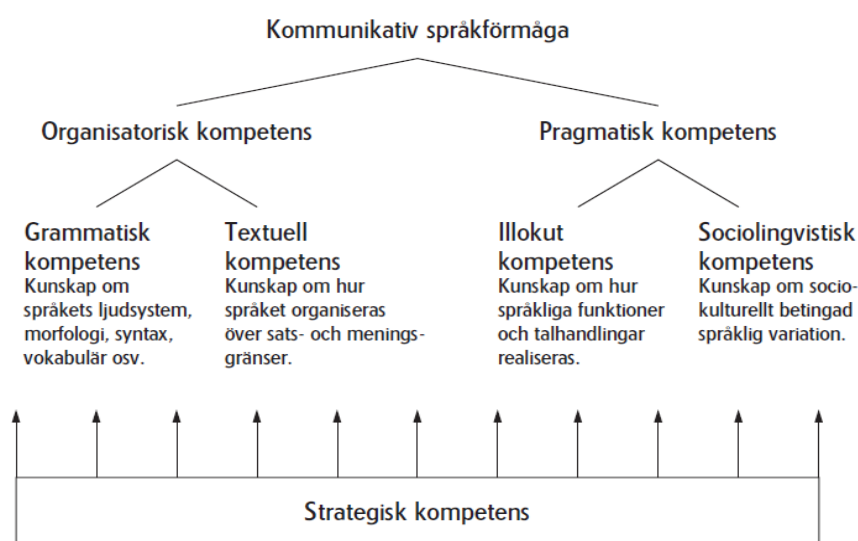 Kommunikativ språkförmåga
Organisatorisk kompetens
Pragmatisk kompetens
Grammatisk
kompetens
Kunskap om
språkets ljudsystem,
morfologi, syntax,
vokabulär osv.
Textuell
kompetens
Kunskap om hur
språket organiseras
över sats- och menings-
gränser.
Illokut
kompetens
Kunskap om hur
språkliga funktioner
och talhandlingar
realiseras.
Sociolingvistisk
kompetens
Kunskap om socio-
kulturellt betingad
språklig variation.
Strategisk kompetens